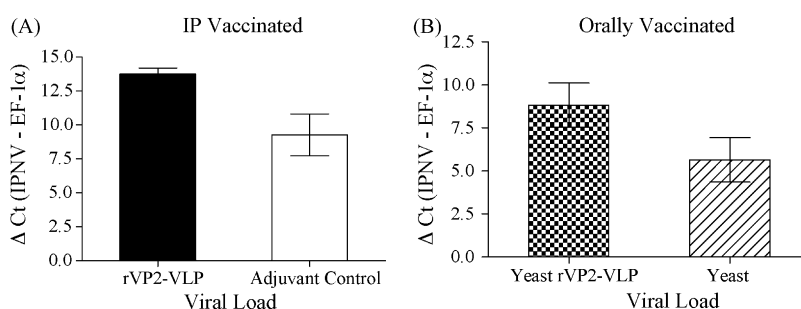 (A)
IP Vaccinated
Δ Ct (IPNV - EF-1α)
15.0
12.5
10.0
7.5
5.0
2.5
0.0
rVP2-VLP
Adjuvant Control
Viral Load
(B)
Orally Vaccinated
Δ Ct (IPNV - EF-1α)
12.5
10.0
7.5
5.0
2.5
0.0
Yeast rVP2-VLP
Yeast
Viral Load